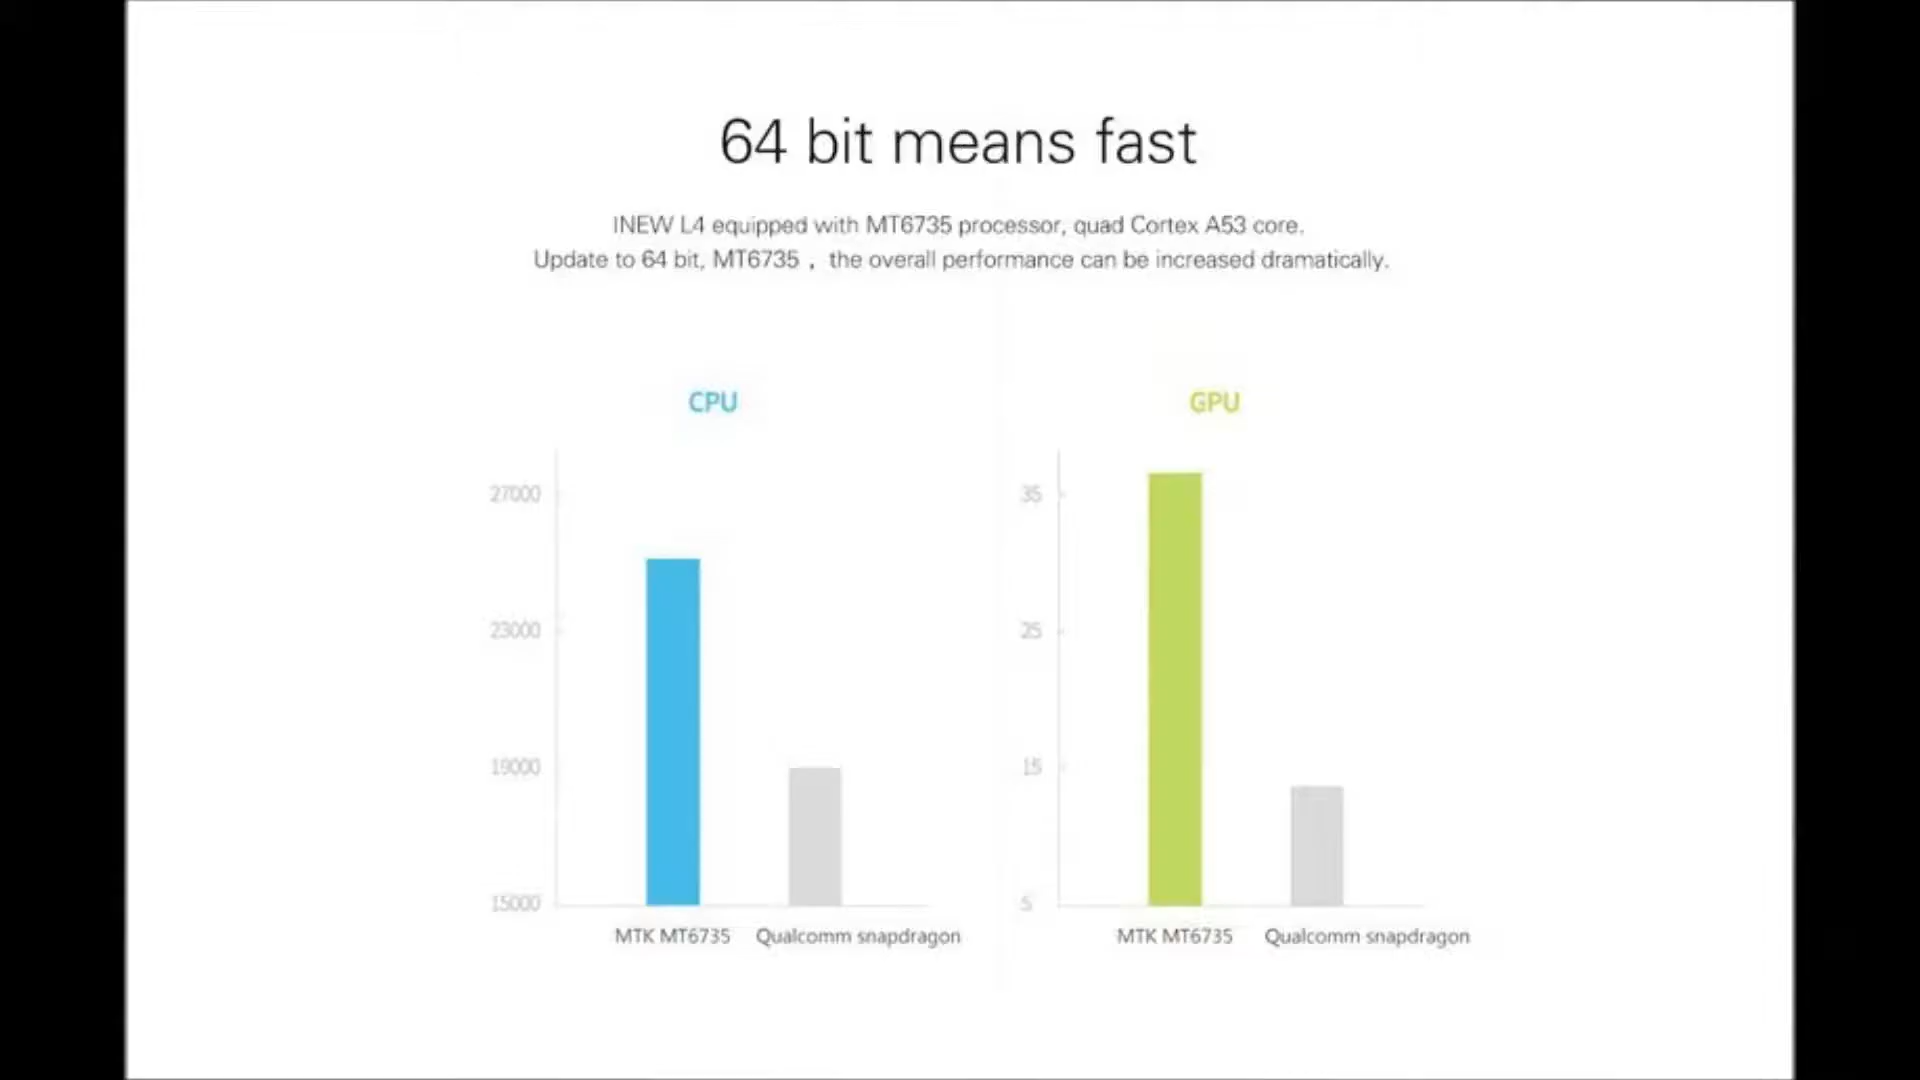 64 bit means fast
INEW L4 equipped with MT6735 processor, quad Cortex A53 core.
Update to 64 bit, MT6735 , the overall performance can be increased dramatically.
CPU
27000
23000
19000
15000
MTK MT6735
Qualcomm snapdragon
GPU
35
25
15
5
MTK MT6735
Qualcomm snapdragon